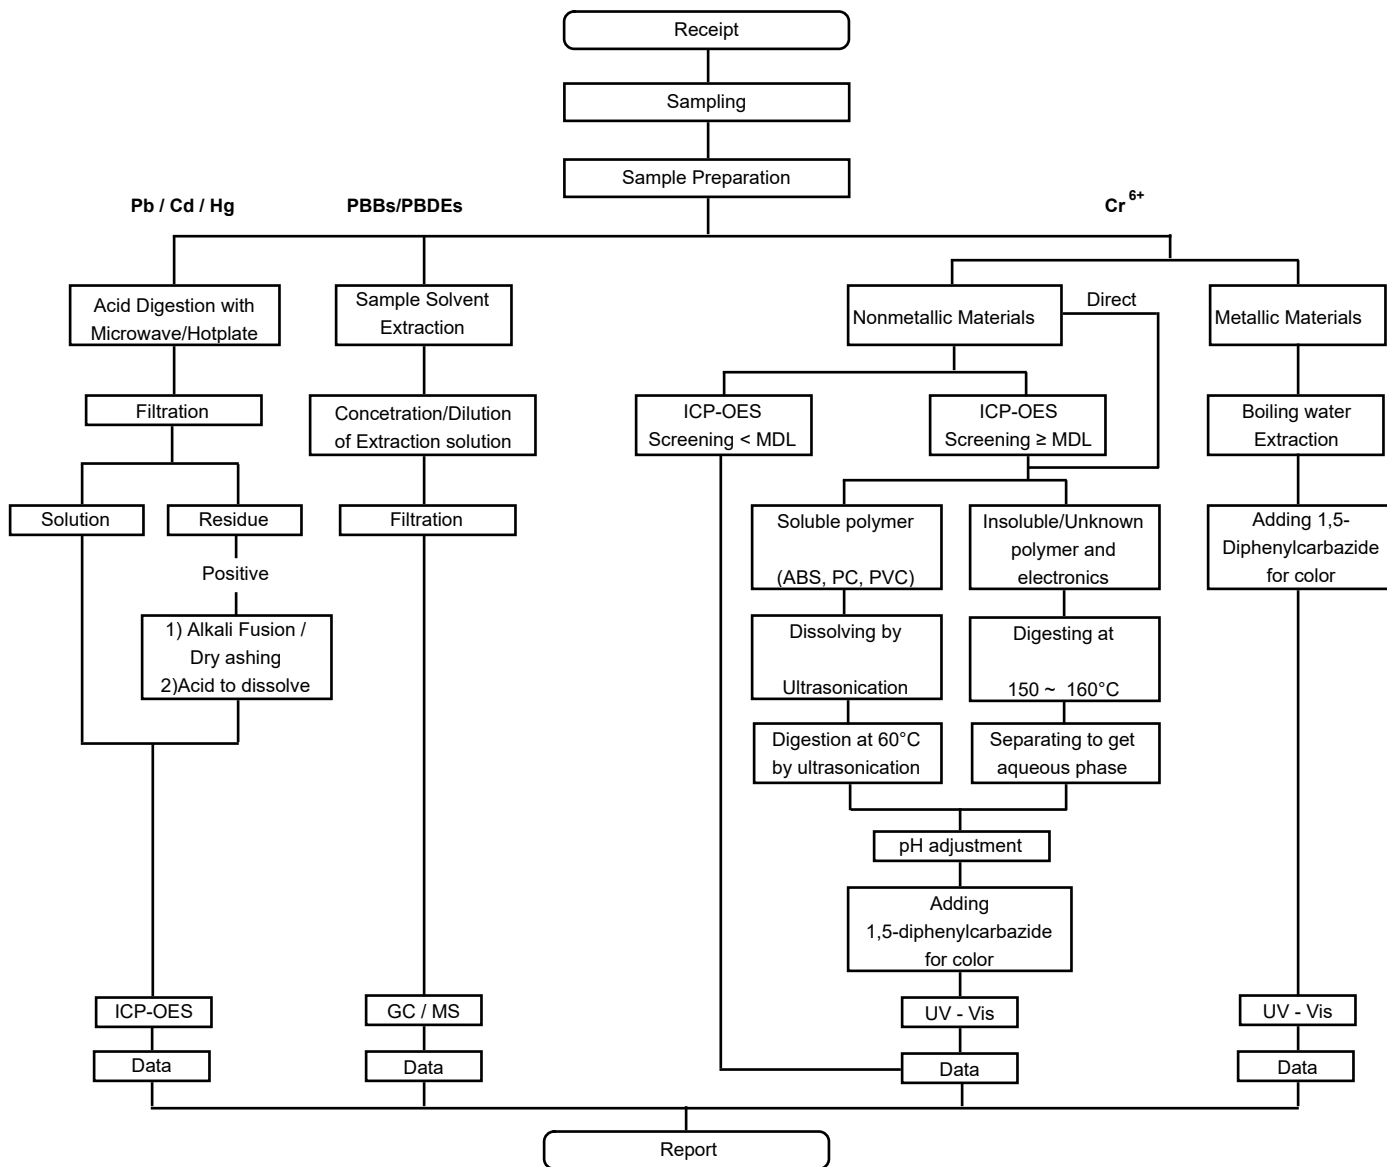 Receipt
Sampling
Sample Preparation
Pb / Cd / Hg
PBBs/PBDEs
Cr 6+
Acid Digestion with
Microwave/Hotplate
Sample Solvent
Extraction
Nonmetallic Materials
Direct
Metallic Materials
Filtration
Concetration/Dilution
of Extraction solution
ICP-OES
Screening < MDL
ICP-OES
Screening ≥ MDL
Boiling water
Extraction
Solution
Residue
Filtration
Soluble polymer
(ABS, PC, PVC)
Insoluble/Unknown
polymer and
electronics
Adding 1,5-
Diphenylcarbazide
for color
Positive
1) Alkali Fusion /
Dry ashing
2)Acid to dissolve
Dissolving by
Ultrasonication
Digesting at
150 ~ 160°C
Digestion at 60°C
by ultrasonication
Separating to get
aqueous phase
pH adjustment
Adding
1,5-diphenylcarbazide
for color
ICP-OES
GC / MS
UV - Vis
UV - Vis
Data
Data
Data
Data
Report